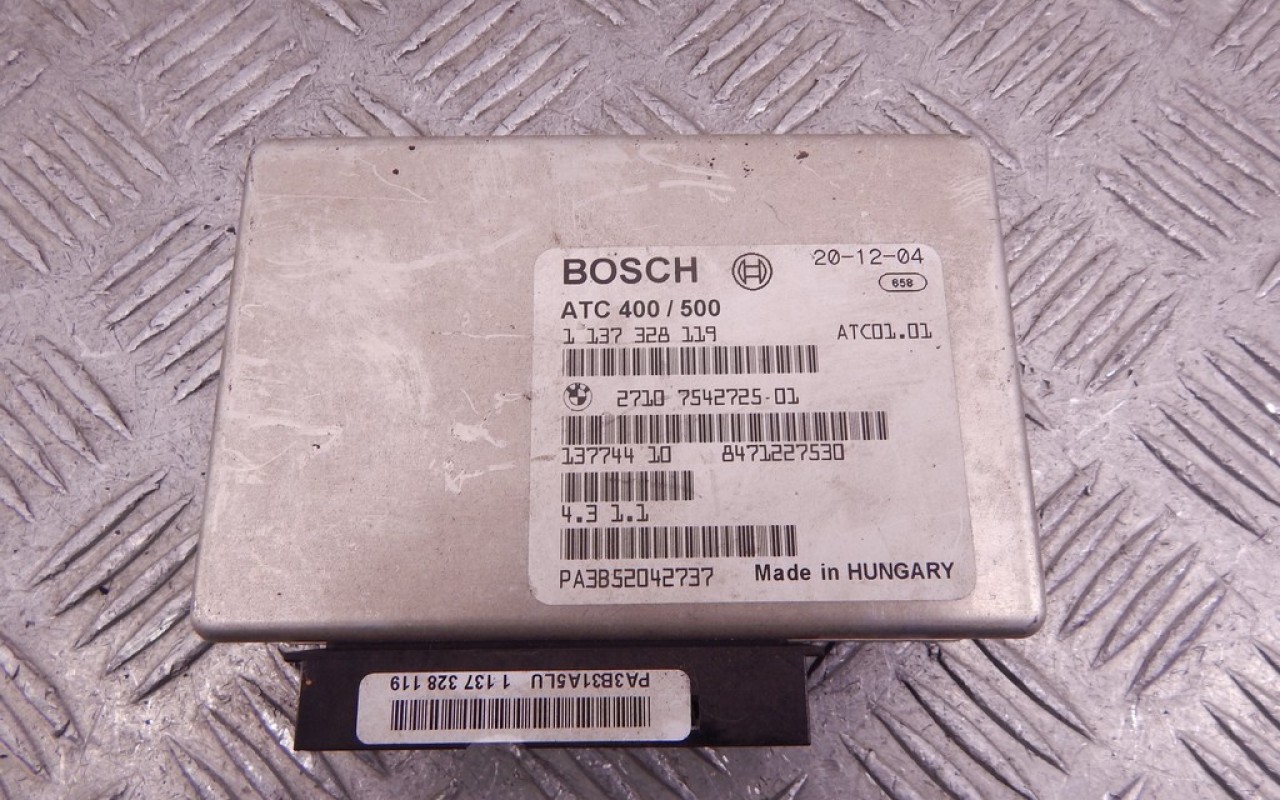 BOSCH 20-12-04
658
ATC 400 / 500
1 137 328 119 ATC01.01
2710 7542725-01
137744 10 8471227530
4.3 1.1
PA3B52042737 Made in HUNGARY
PA3B31A5LU 1 137 328 119